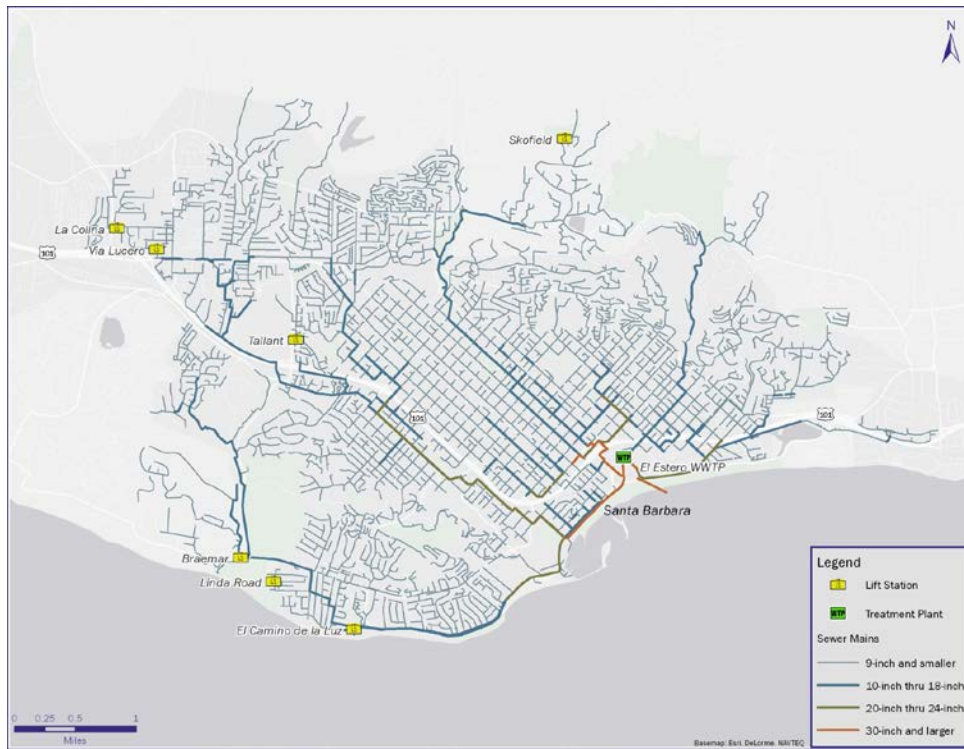 N
Skofield
La Colina
Via Lucero
101
Tallant
101
101
WTP
El Estero WWTP
Santa Barbara
Braemar
Linda Road
El Camino de la Luz
Legend
Lift Station
WTP
Treatment Plant
Sewer Mains
9-inch and smaller
10-inch thru 18-inch
20-inch thru 24-inch
30-inch and larger
0 0.25 0.5 1
Miles
Basemap: Esri, DeLorme, NAVTEQ